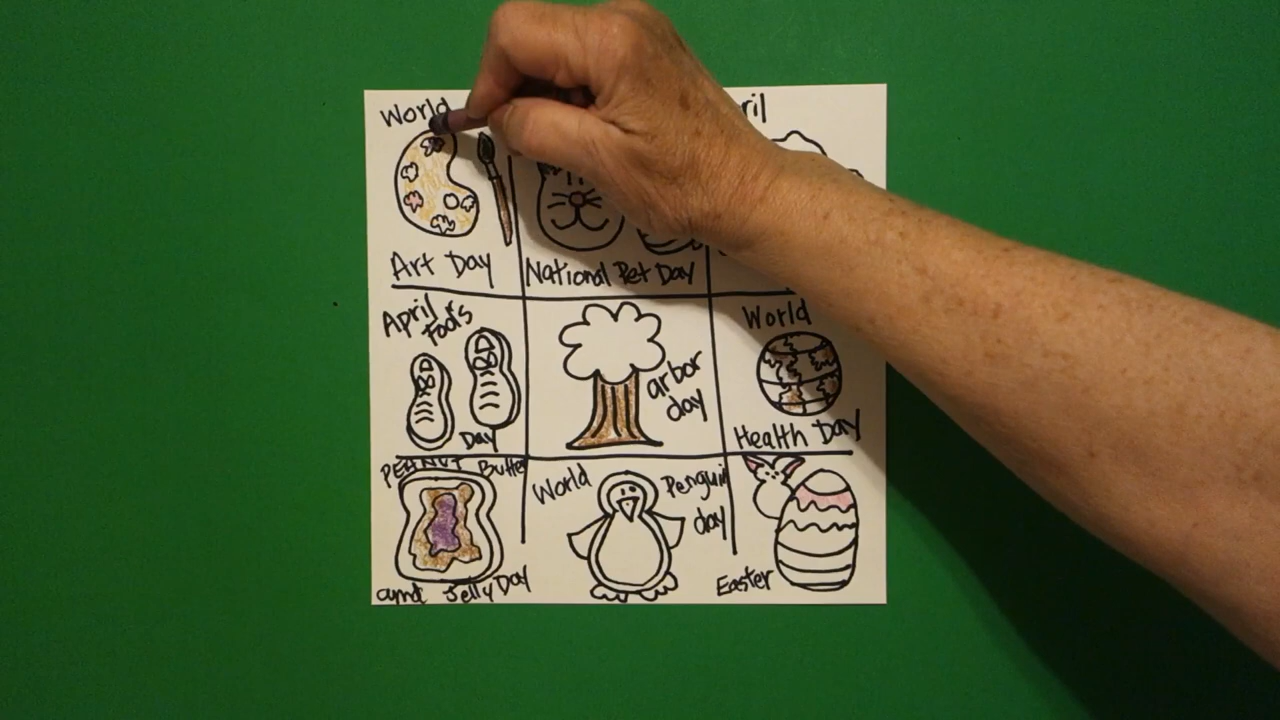 World
Art Day
National Pet Day
April
Fool's
Day
arbor
day
World
Health Day
PEANUT Butter
and Jelly Day
World
Penguin
day
Easter